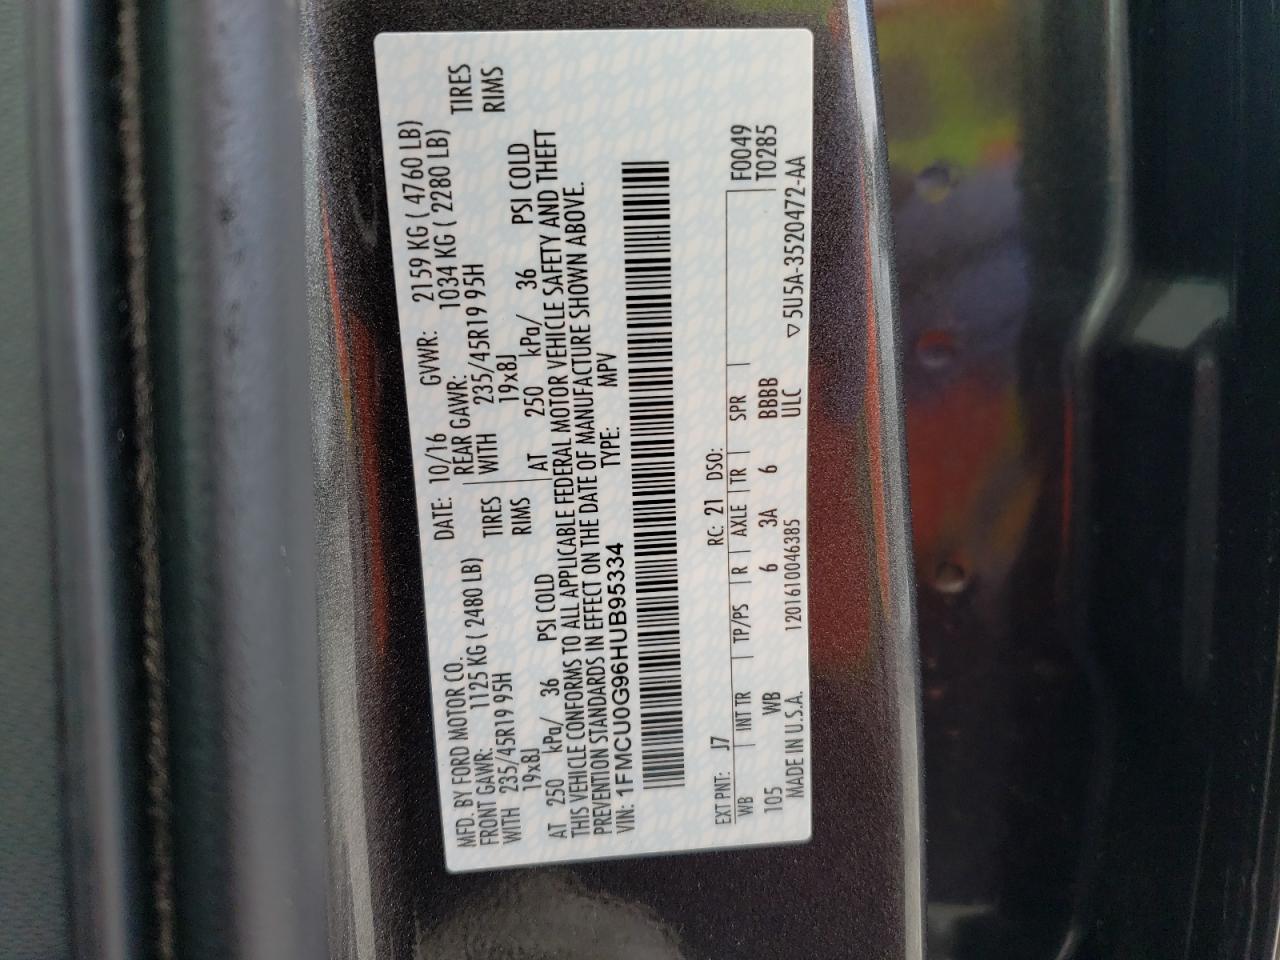 MFD. BY FORD MOTOR CO.
DATE: 10/16 GVWR: 2159 KG ( 4760 LB)
FRONT GAWR: 1125 KG ( 2480 LB)
REAR GAWR: 1034 KG ( 2280 LB)
WITH 235/45R19 95H TIRES
WITH 235/45R19 95H TIRES
19x8J RIMS
19x8J RIMS
AT 250 kPa/ 36 PSI COLD
AT 250 kPa/ 36 PSI COLD
THIS VEHICLE CONFORMS TO ALL APPLICABLE FEDERAL MOTOR VEHICLE SAFETY AND THEFT
PREVENTION STANDARDS IN EFFECT ON THE DATE OF MANUFACTURE SHOWN ABOVE.
VIN: 1FMCU0G96HUB95334 TYPE: MPV
EXT PNT: J7 RC: 21 DSO: F0049
WB INT TR TP/PS R AXLE TR SPR T0285
105 WB 6 3A 6 BBBB
MADE IN U.S.A. 1201610046385 ULC ▽5U5A-3520472-AA